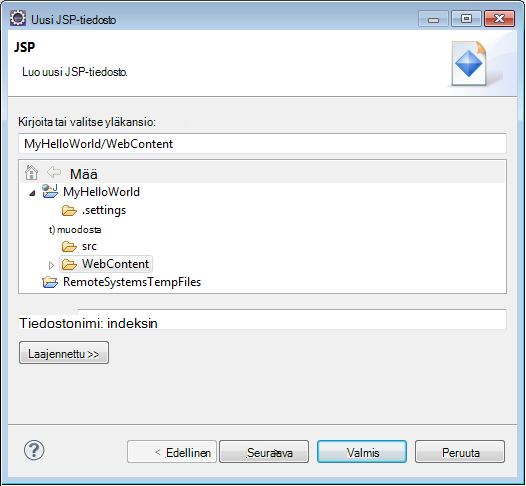 Uusi JSP-tiedosto
JSP
Luo uusi JSP-tiedosto.
Kirjoita tai valitse yläkansio:
MyHelloWorld/WebContent
Mää
MyHelloWorld
.settings
t) muodosta
src
WebContent
RemoteSystemsTempFiles
Tiedostonimi: indeksin
Laajennettu >>
< Edellinen
Seuraava >
Valmis
Peruuta